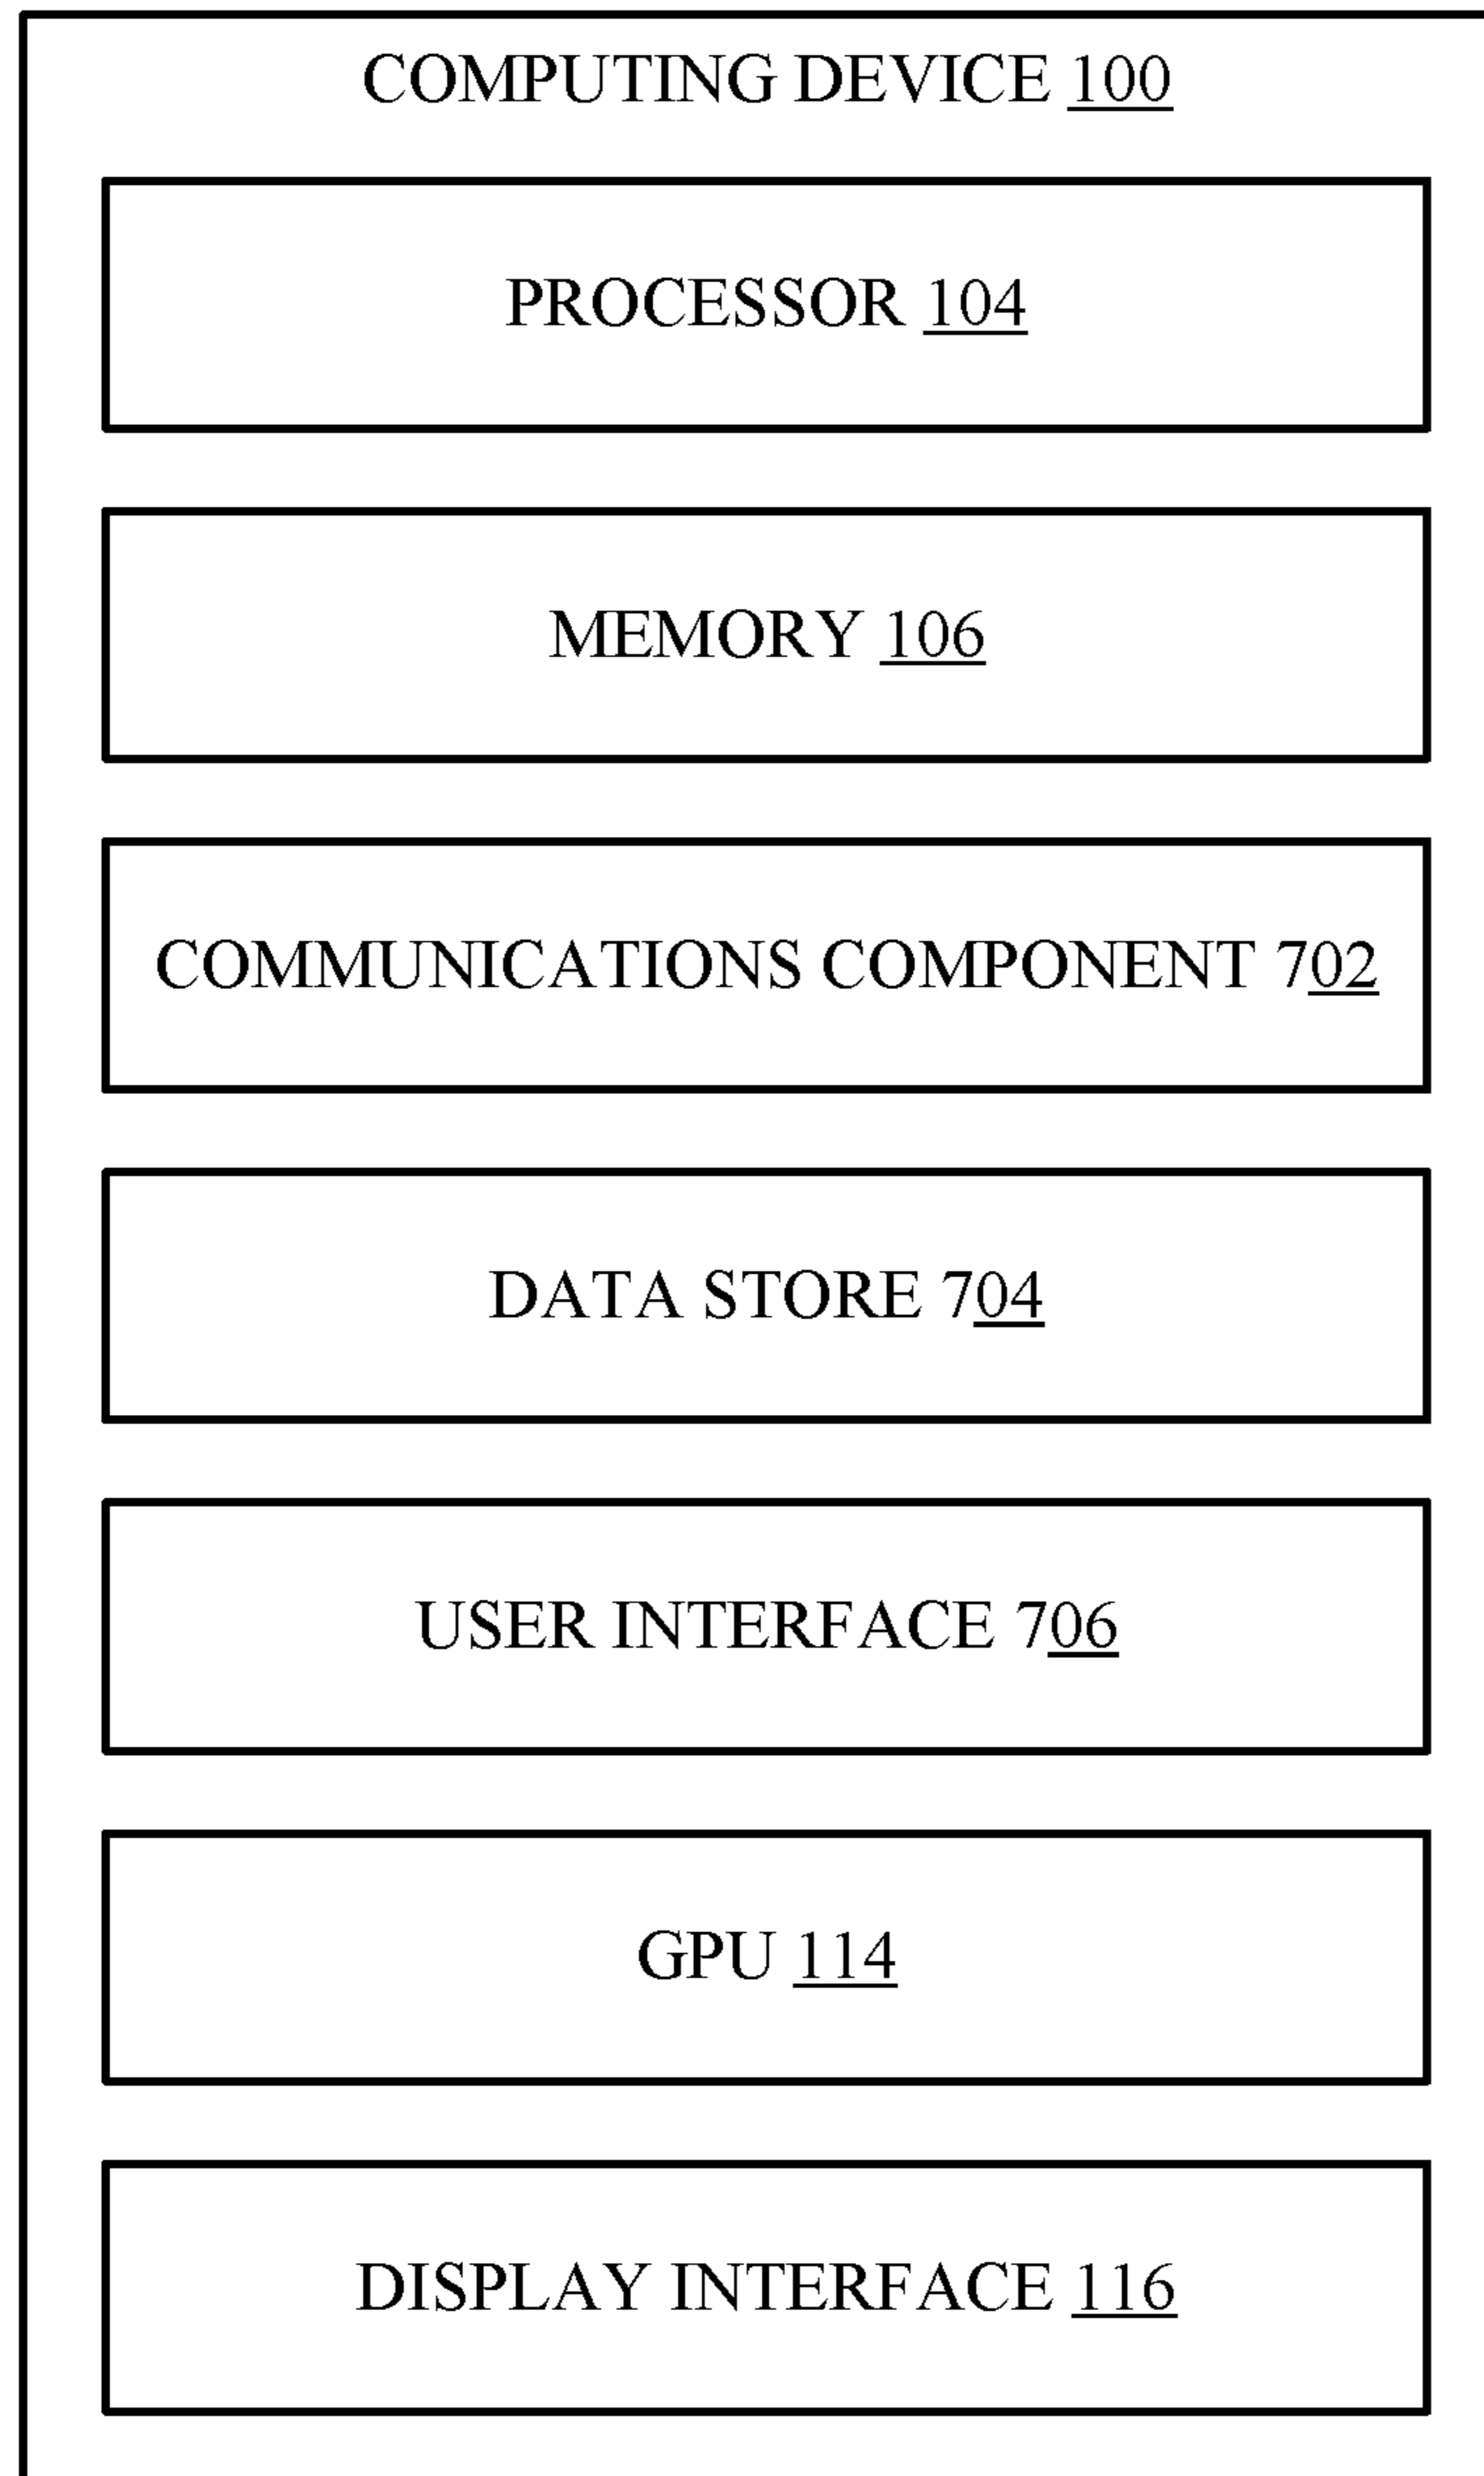 COMPUTING DEVICE 100
PROCESSOR 104
MEMORY 106
COMMUNICATIONS COMPONENT 702
DATA STORE 704
USER INTERFACE 706
GPU 114
DISPLAY INTERFACE 116